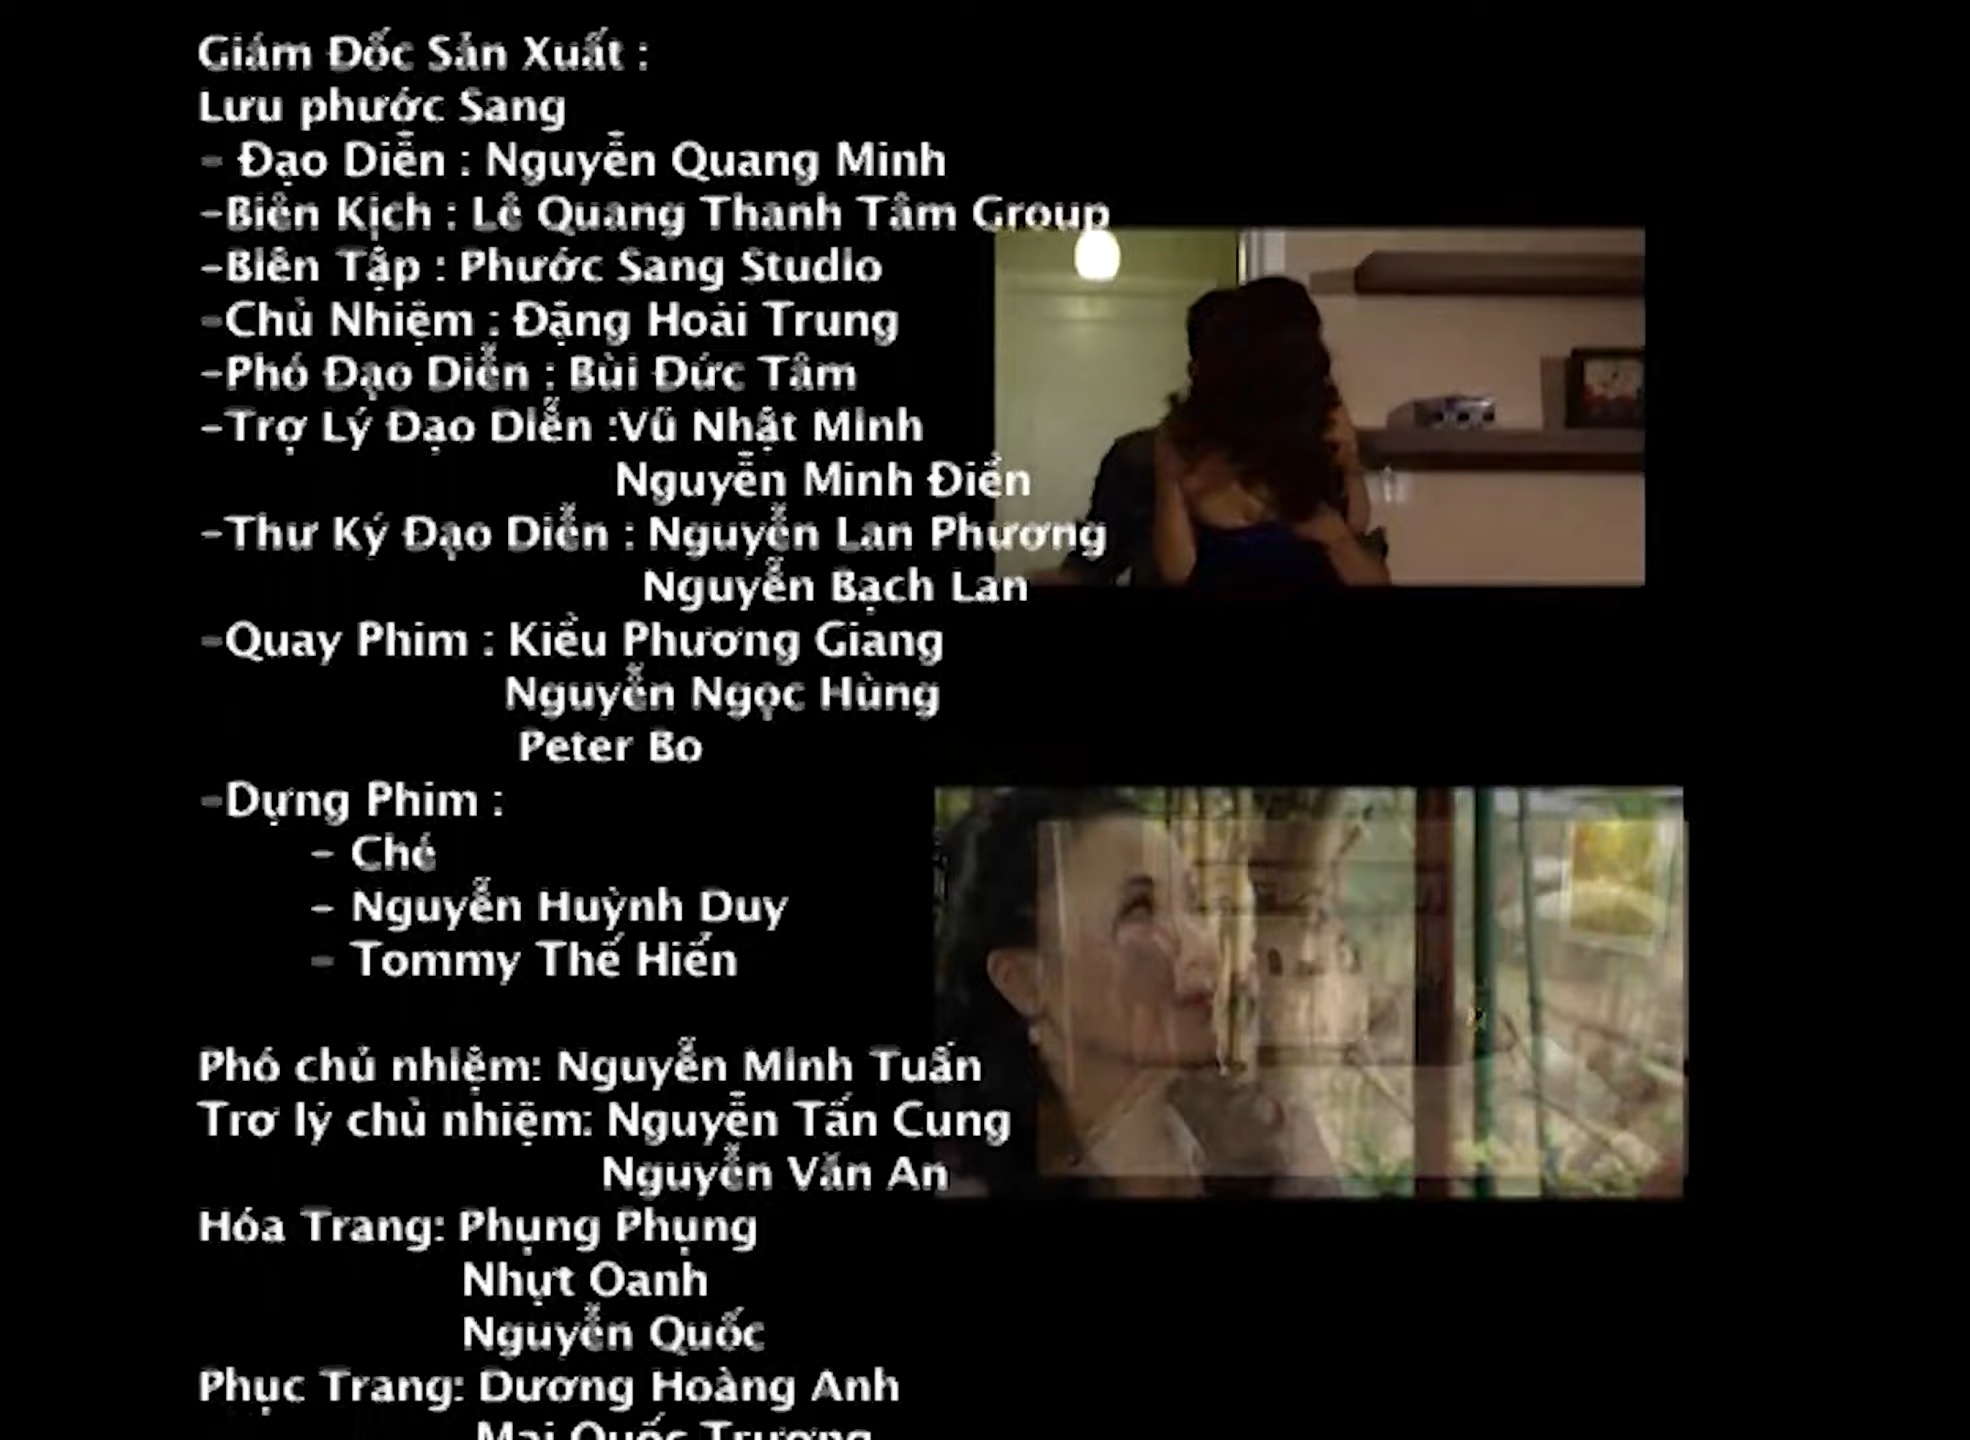 Giám Đốc Sản Xuất :
Lưu phước Sang
- Đạo Diễn : Nguyễn Quang Minh
-Biên Kịch : Lê Quang Thanh Tâm Group
-Biên Tập : Phước Sang Studio
-Chủ Nhiệm : Đặng Hoài Trung
-Phó Đạo Diễn : Bùi Đức Tâm
-Trợ Lý Đạo Diễn :Vũ Nhật Minh
Nguyễn Minh Điền
-Thư Ký Đạo Diễn : Nguyễn Lan Phương
Nguyễn Bạch Lan
-Quay Phim : Kiều Phương Giang
Nguyễn Ngọc Hùng
Peter Bo
-Dựng Phim :
- Ché
- Nguyễn Huỳnh Duy
- Tommy Thế Hiển
Phó chủ nhiệm: Nguyễn Minh Tuấn
Trơ lý chủ nhiệm: Nguyễn Tấn Cung
Nguyễn Văn An
Hóa Trang: Phụng Phụng
Nhựt Oanh
Nguyễn Quốc
Phục Trang: Dương Hoàng Anh
Mai Quốc Trương